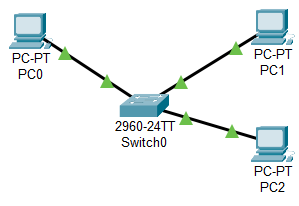 PC-PT
PC0
PC-PT
PC1
2960-24TT
Switch0
PC-PT
PC2